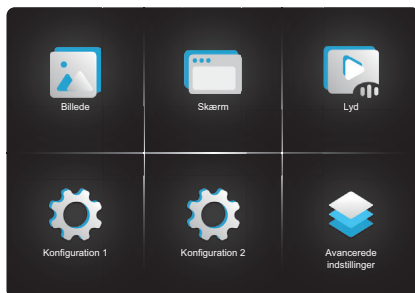 Billede
Skærm
Lyd
Konfiguration 1
Konfiguration 2
Avancerede
indstillinger